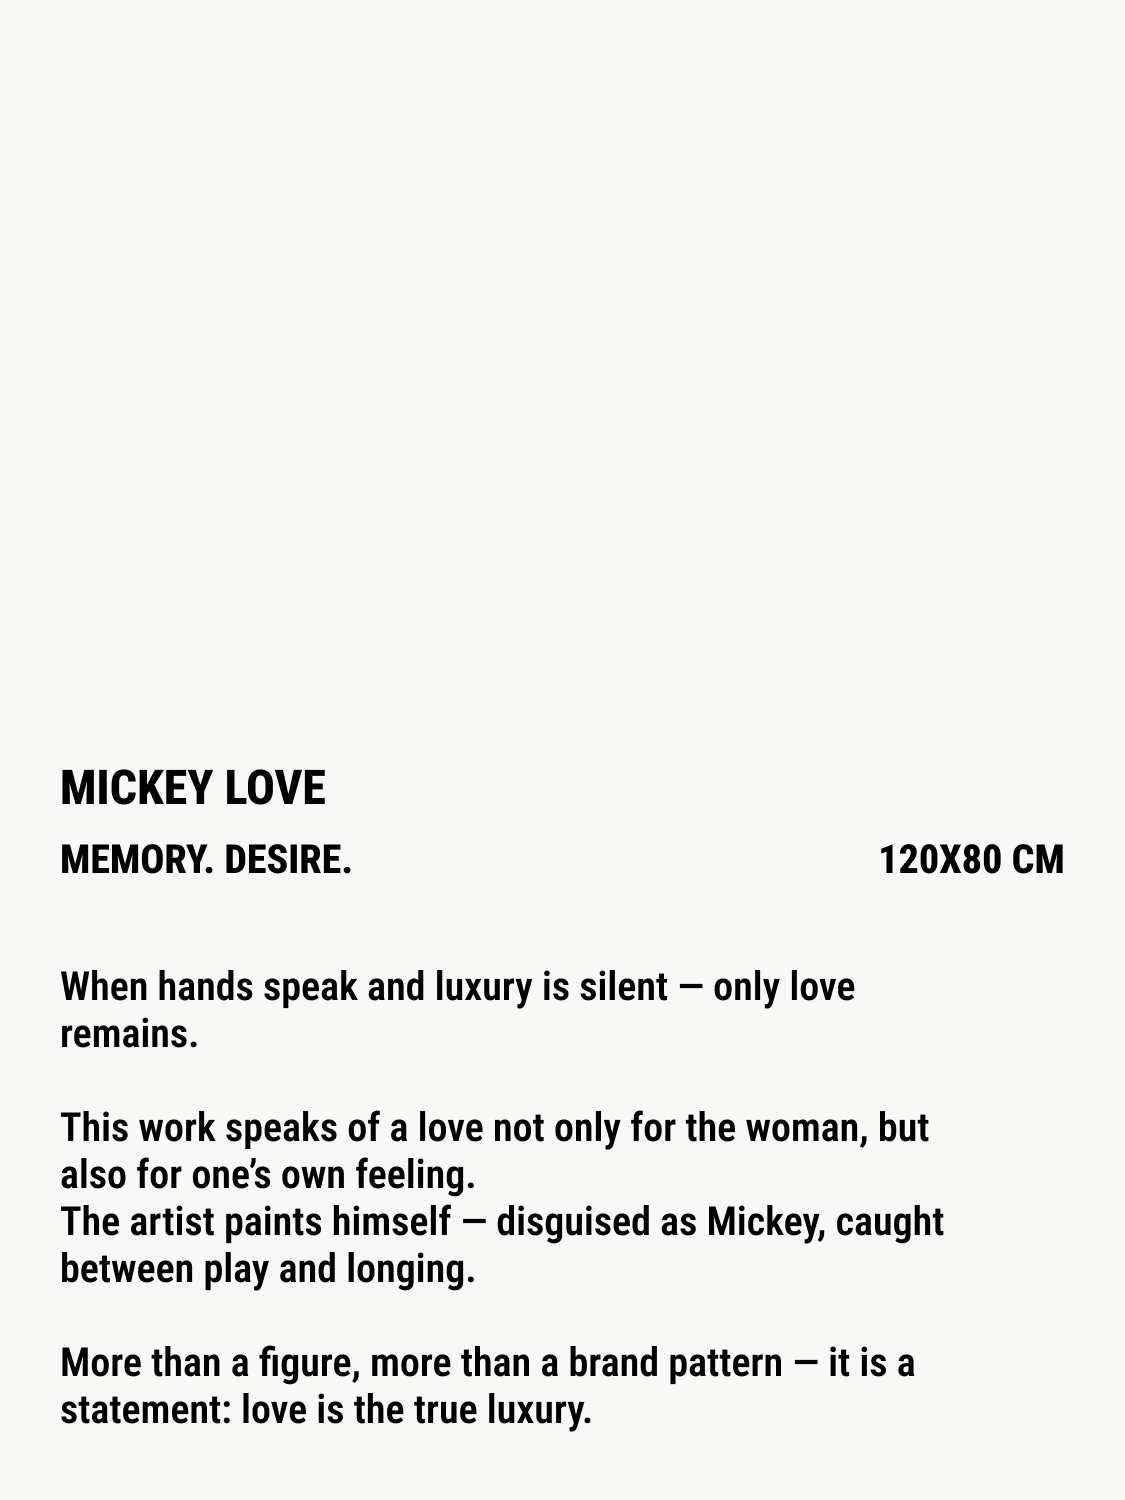 MICKEY LOVE
MEMORY. DESIRE. 120X80 CM
When hands speak and luxury is silent — only love
remains.
This work speaks of a love not only for the woman, but
also for one’s own feeling.
The artist paints himself — disguised as Mickey, caught
between play and longing.
More than a figure, more than a brand pattern — it is a
statement: love is the true luxury.